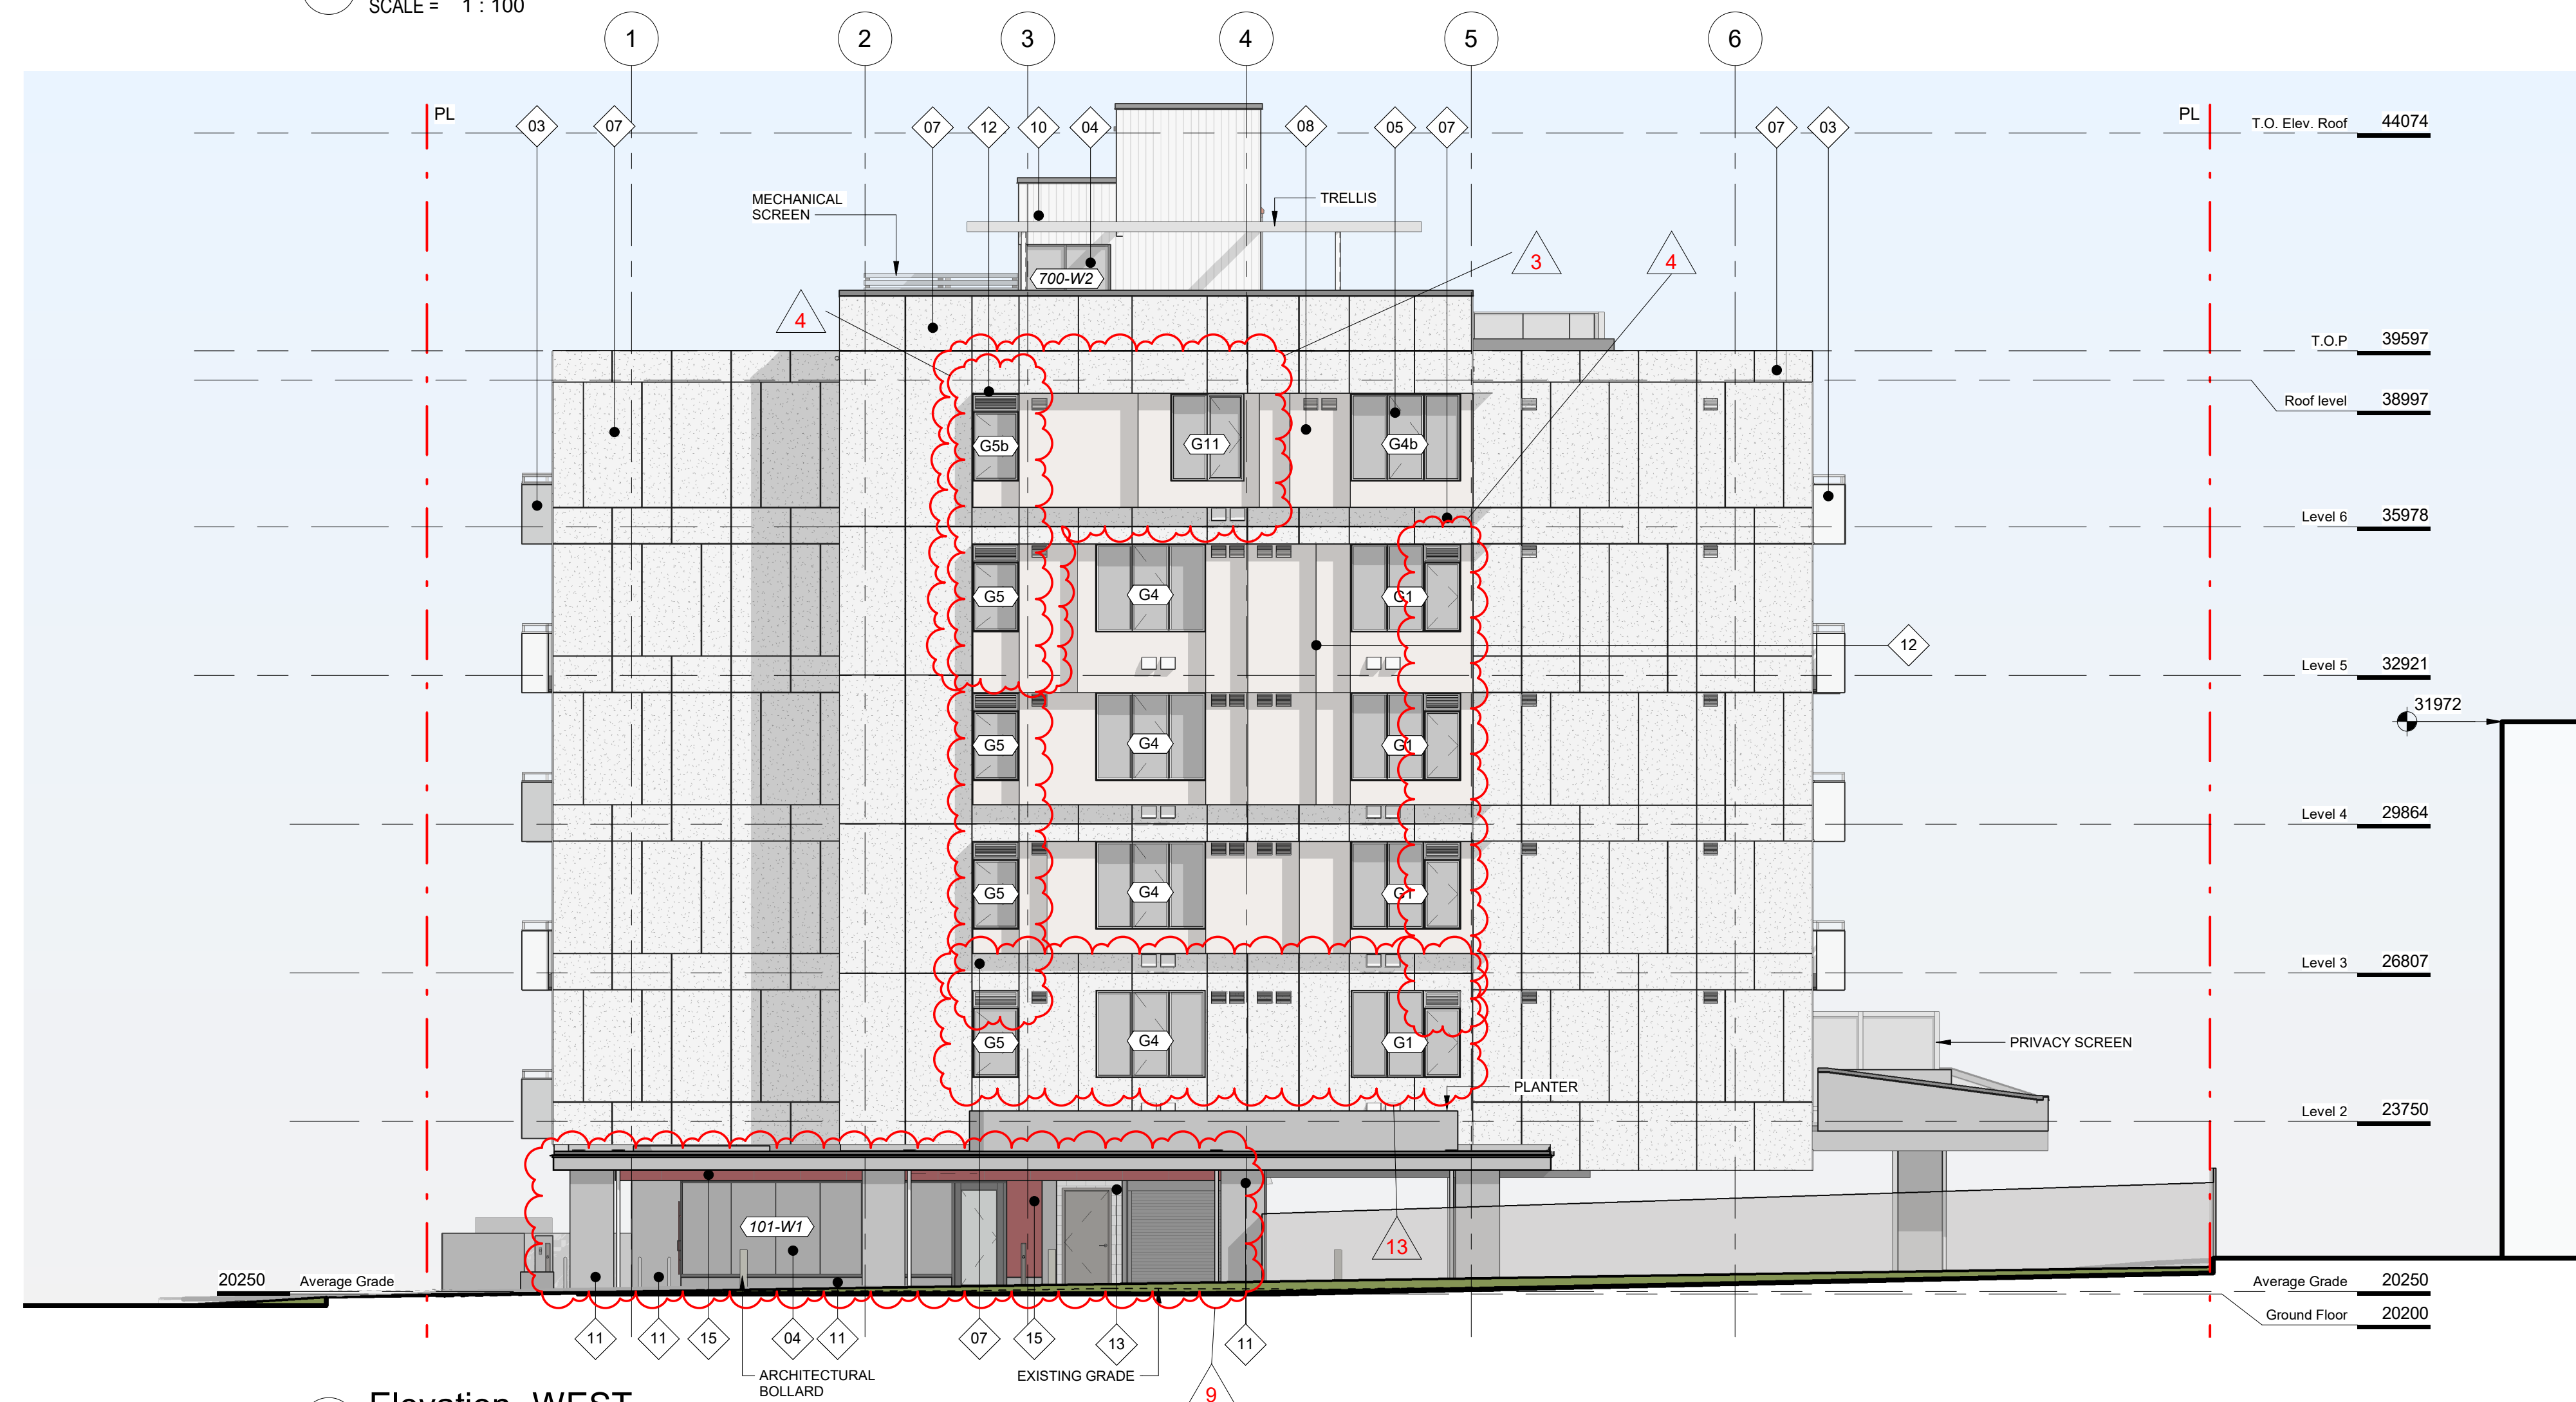 SCALE = 1 : 100
1 2 3 4 5 6
PL
PL
T.O. Elev. Roof 44074
03 07 07 12 10 04 08 05 07 07 03
MECHANICAL
SCREEN
TRELLIS
3
4
700-W2
4
T.O.P 39597
Roof level 38997
G5b G11 G4b
Level 6 35978
G5 G4 G1
12
Level 5 32921
31972
G5 G4 G1
Level 4 29864
G5 G4 G1
Level 3 26807
G5 G4 G1
PRIVACY SCREEN
PLANTER
Level 2 23750
101-W1
13
20250 Average Grade
Average Grade 20250
Ground Floor 20200
11 11 15 04 11 07 15 13 11
ARCHITECTURAL
BOLLARD
EXISTING GRADE
9
Elevation WEST